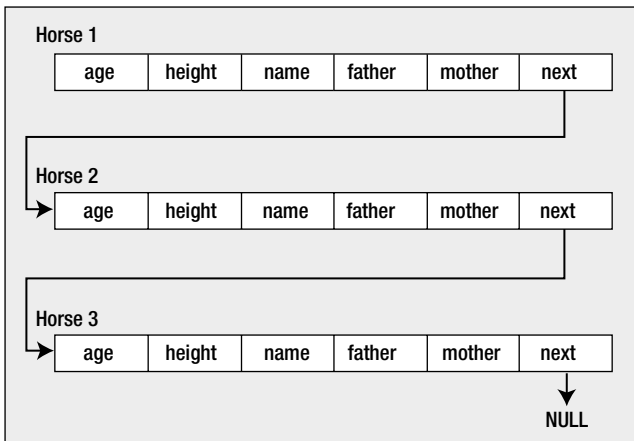 Horse 1
age height name father mother next
Horse 2
age height name father mother next
Horse 3
age height name father mother next
NULL